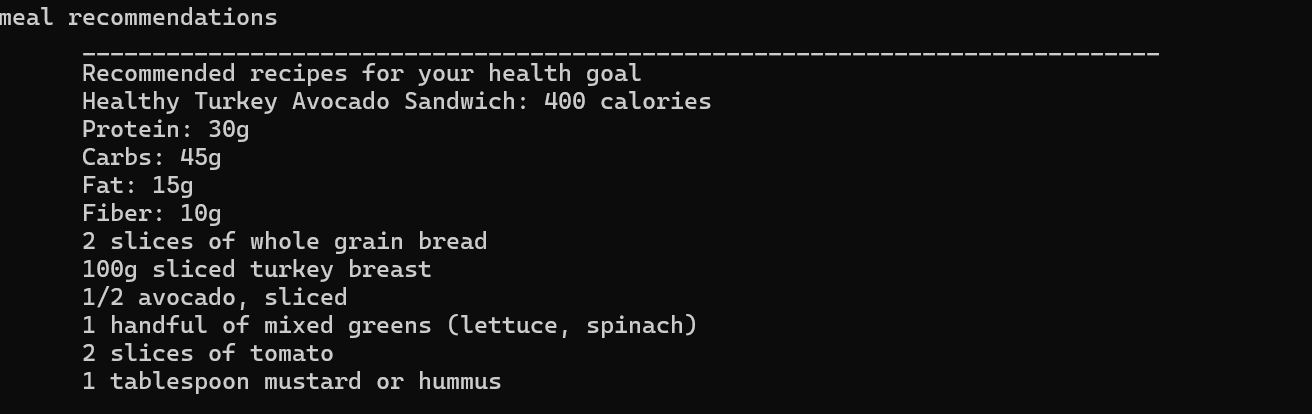 meal recommendations
_____________________________________________________________________________
Recommended recipes for your health goal
Healthy Turkey Avocado Sandwich: 400 calories
Protein: 30g
Carbs: 45g
Fat: 15g
Fiber: 10g
2 slices of whole grain bread
100g sliced turkey breast
1/2 avocado, sliced
1 handful of mixed greens (lettuce, spinach)
2 slices of tomato
1 tablespoon mustard or hummus